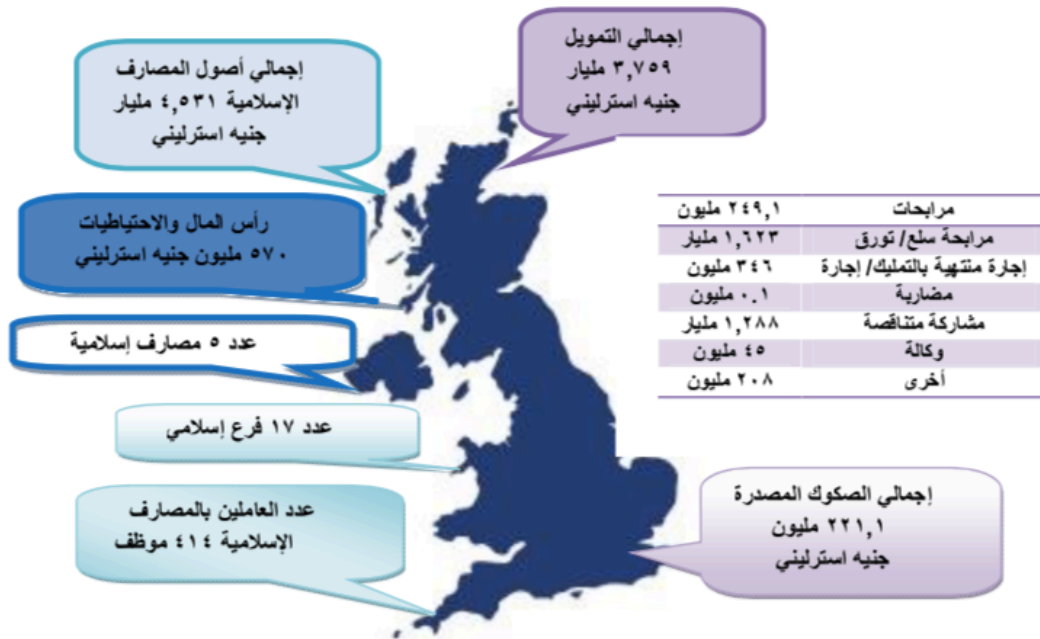 إجمالي التمويل
٣,٧٥٩ مليار
جنيه استرليني
إجمالي أصول المصارف
الإسلامية ٤,٥٣١ مليار
جنيه استرليني
رأس المال والاحتياطيات
٥٧٠ مليون جنيه استرليني
عدد ٥ مصارف إسلامية
عدد ١٧ فرع إسلامي
عدد العاملين بالمصارف
الإسلامية ٤١٤ موظف
مرابحات ٢٤٩,١ مليون
مرابحة سلع/ تورق ١,٦٢٣ مليار
إجارة منتهية بالتمليك/ إجارة ٣٤٦ مليون
مضاربة ٠.١ مليون
مشاركة متناقصة ١,٢٨٨ مليار
وكالة ٤٥ مليون
أخرى ٢٠٨ مليون
إجمالي الصكوك المصدرة
٢٢١,١ مليون
جنيه استرليني